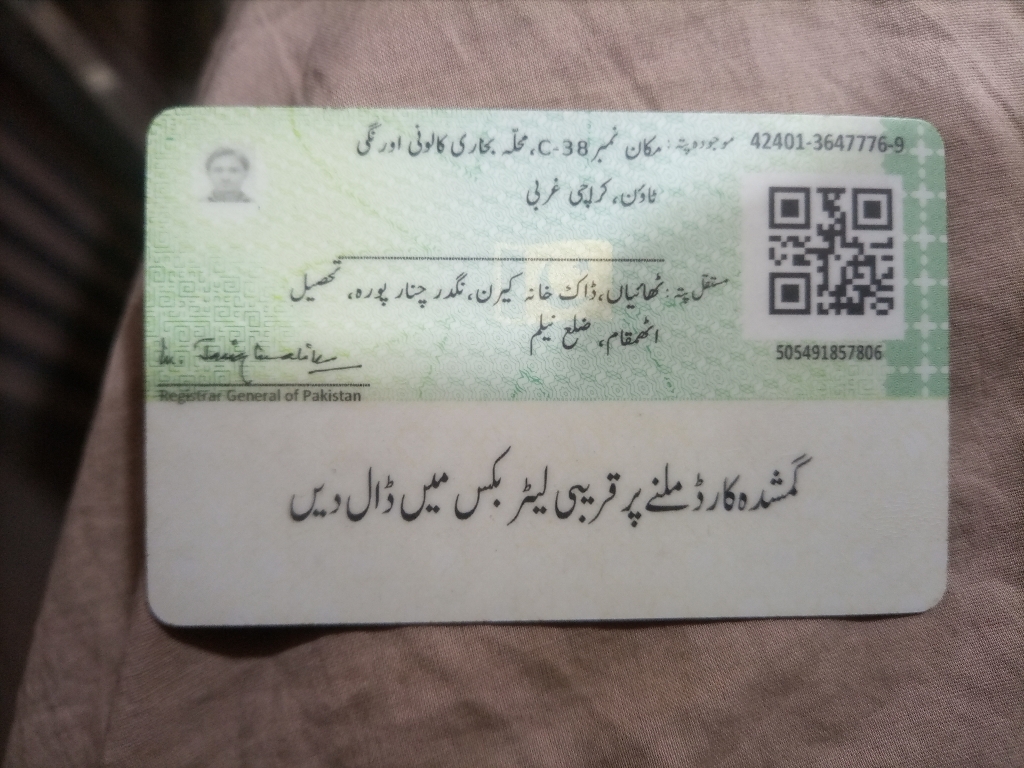 42401-3647776-9
موجودہ پتہ: مکان نمبر C-38، محلّہ بخاری کالونی اورنگی
ٹاؤن، کراچی غربی
مستقل پتہ: ٹھائیاں، ڈاک خانہ کیرن، نگدر چنار پورہ، تحصیل
اٹھمقام، ضلع نیلم
505491857806
Registrar General of Pakistan
گمشدہ کارڈ ملنے پر قریبی لیٹر بکس میں ڈال دیں